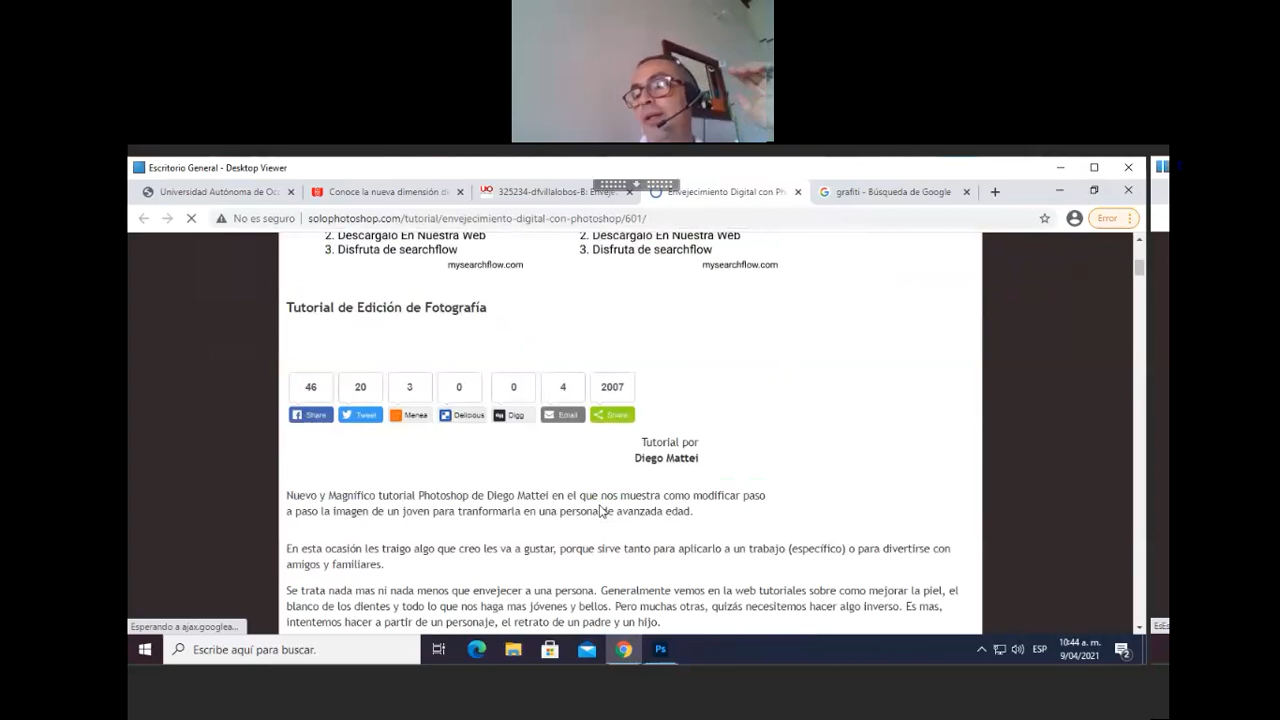 Escritorio General - Desktop Viewer
Universidad Autónoma de Oc
Conoce la nueva dimensión d
325234-dfvillalobos-B: Enveje
Envejecimiento Digital con Ph
grafiti - Búsqueda de Google
No es seguro
solophotoshop.com/tutorial/envejecimiento-digital-con-photoshop/601/
Error
2. Descárgalo En Nuestra Web
2. Descárgalo En Nuestra Web
3. Disfruta de searchflow
3. Disfruta de searchflow
mysearchflow.com
mysearchflow.com
Tutorial de Edición de Fotografía
46 20 3 0 0 4 2007
Share Tweet Menea Delicious Digg Email Share
Tutorial por
Diego Mattei
Nuevo y Magnífico tutorial Photoshop de Diego Mattei en el que nos muestra como modificar paso
a paso la imagen de un joven para tranformarla en una persona de avanzada edad.
En esta ocasión les traigo algo que creo les va a gustar, porque sirve tanto para aplicarlo a un trabajo (específico) o para divertirse con
amigos y familiares.
Se trata nada mas ni nada menos que envejecer a una persona. Generalmente vemos en la web tutoriales sobre como mejorar la piel, el
blanco de los dientes y todo lo que nos haga mas jóvenes y bellos. Pero muchas otras, quizás necesitemos hacer algo inverso. Es mas,
intentemos hacer a partir de un personaje, el retrato de un padre y un hijo.
Esperando a ajax.googlea...
Escribe aquí para buscar.
Ps
ESP
10:44 a. m.
9/04/2021
2